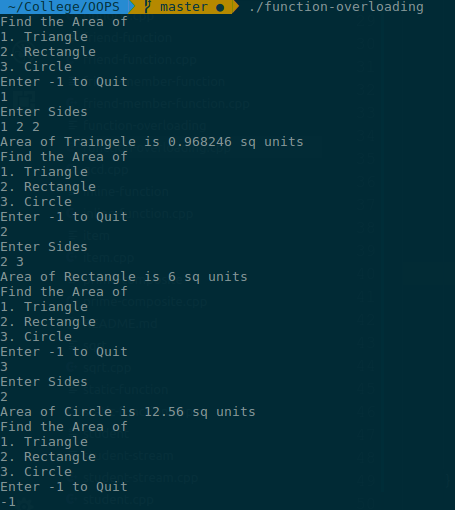 ~/College/OOPS master ● ./function-overloading
Find the Area of
1. Triangle
2. Rectangle
3. Circle
Enter -1 to Quit
1
Enter Sides
1 2 2
Area of Traingele is 0.968246 sq units
Find the Area of
1. Triangle
2. Rectangle
3. Circle
Enter -1 to Quit
2
Enter Sides
2 3
Area of Rectangle is 6 sq units
Find the Area of
1. Triangle
2. Rectangle
3. Circle
Enter -1 to Quit
3
Enter Sides
2
Area of Circle is 12.56 sq units
Find the Area of
1. Triangle
2. Rectangle
3. Circle
Enter -1 to Quit
-1